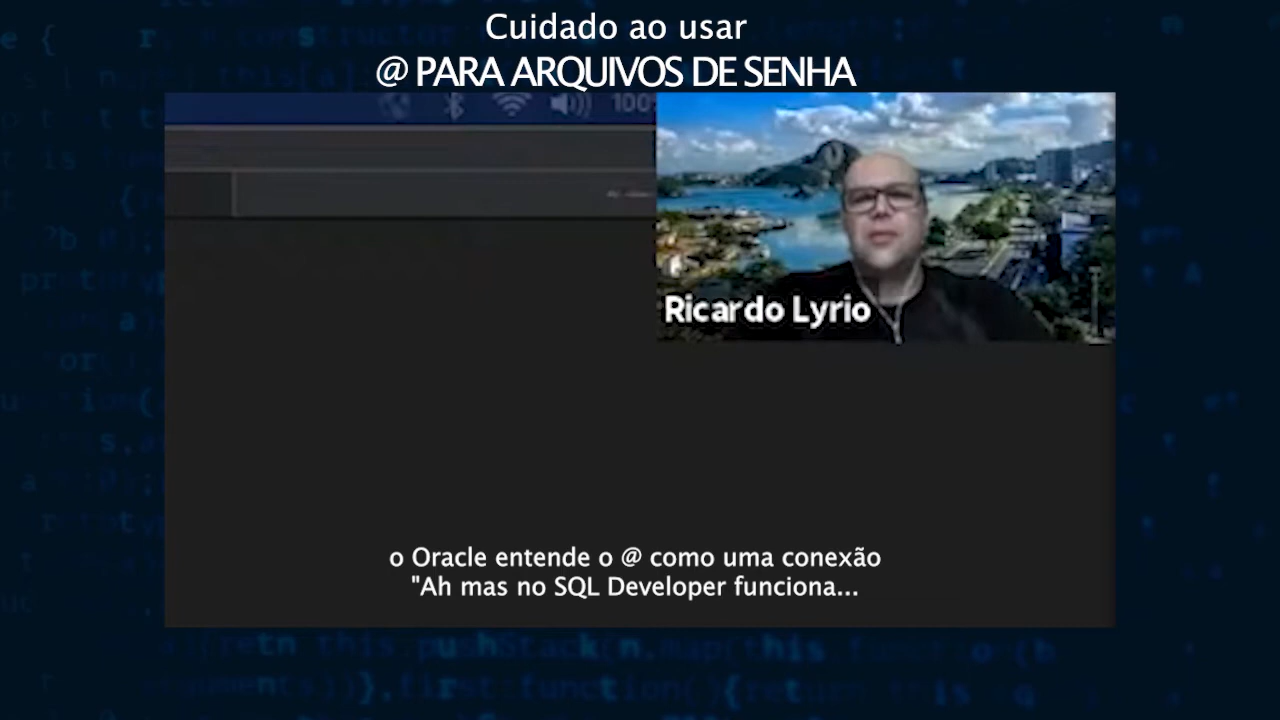 Cuidado ao usar
@ PARA ARQUIVOS DE SENHA
100
Ricardo Lyrio
o Oracle entende o @ como uma conexão
"Ah mas no SQL Developer funciona...